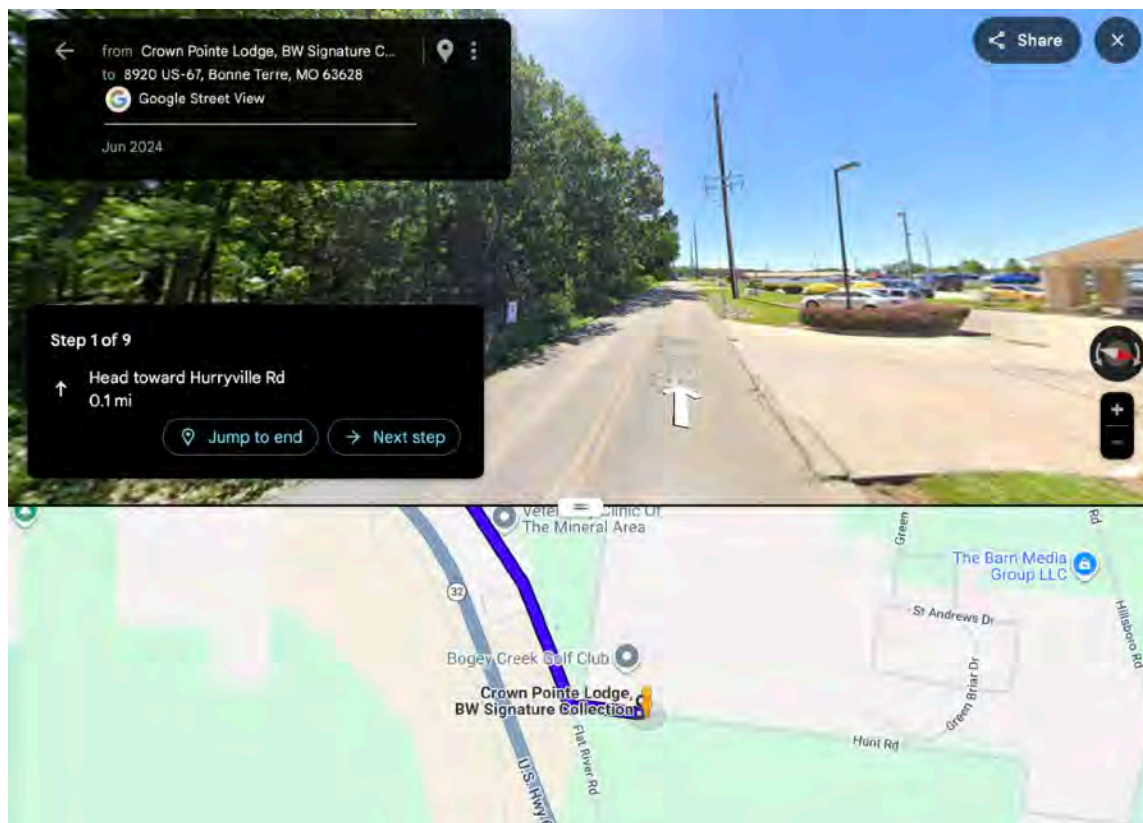 from Crown Pointe Lodge, BW Signature C...
to 8920 US-67, Bonne Terre, MO 63628
Google Street View
Jun 2024
Share
Step 1 of 9
Head toward Hurryville Rd
0.1 mi
Jump to end
Next step
+
−
Clinic Of
The Mineral Area
Green
Rd
The Barn Media
Group LLC
32
St Andrews Dr
Hillsboro Rd
Bogey Creek Golf Club
Crown Pointe Lodge,
BW Signature Collection
Green Briar Dr
Flat River Rd
Hunt Rd
U.S. Hwy